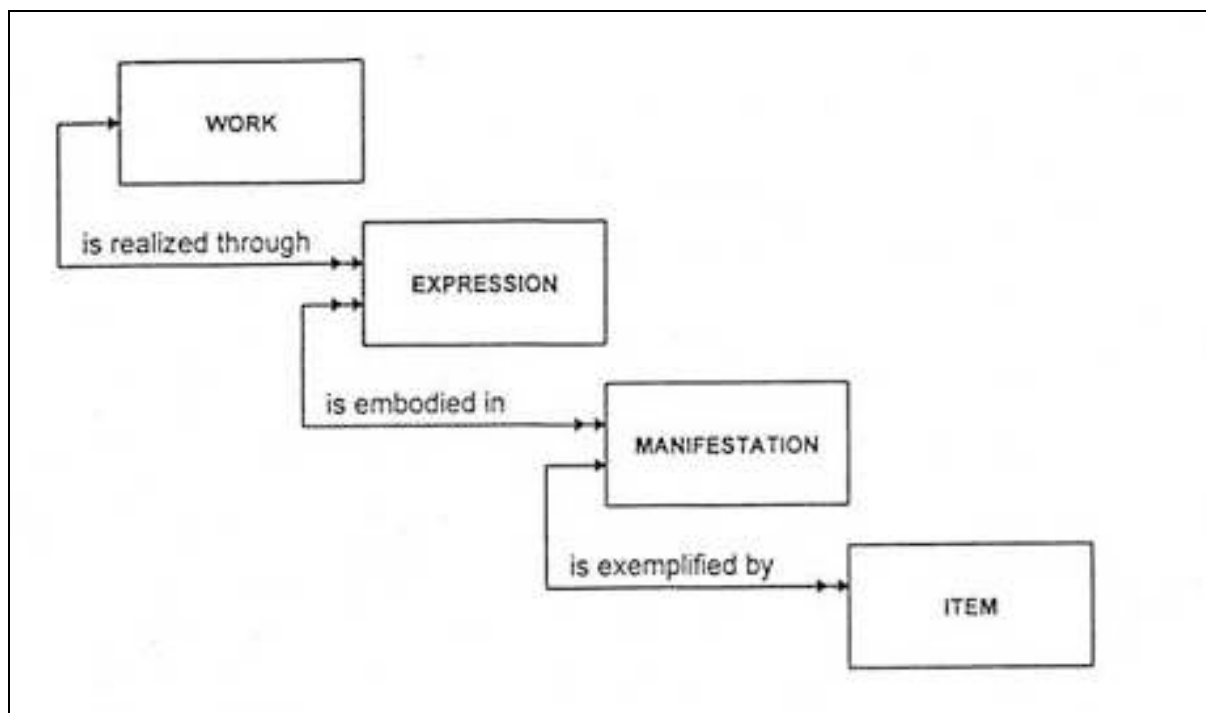 WORK
is realized through
EXPRESSION
is embodied in
MANIFESTATION
is exemplified by
ITEM